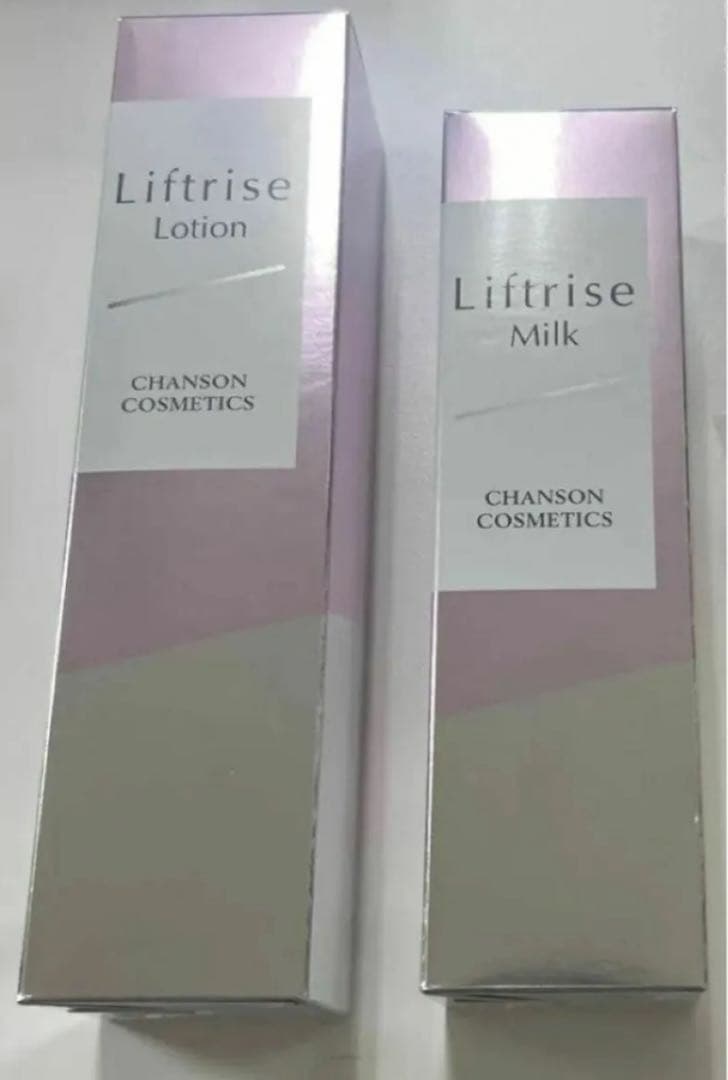 Liftrise
Lotion
CHANSON
COSMETICS
Liftrise
Milk
CHANSON
COSMETICS